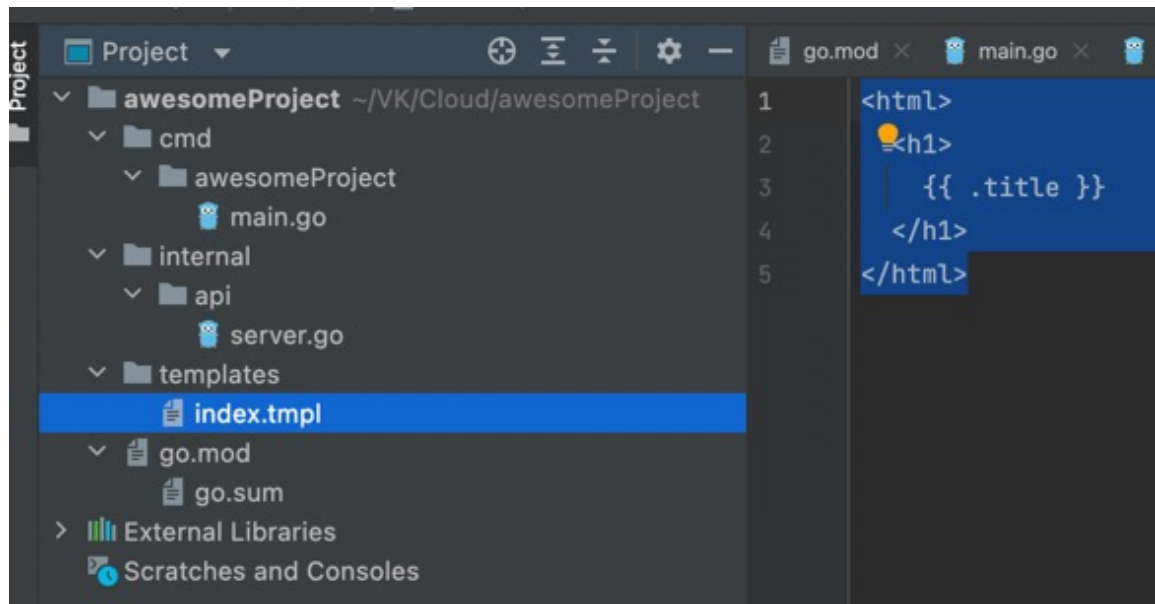 Project
Project
awesomeProject ~/VK/Cloud/awesomeProject
cmd
awesomeProject
main.go
internal
api
server.go
templates
index.tmpl
go.mod
go.sum
External Libraries
Scratches and Consoles
go.mod
main.go
1 <html>
2 <h1>
3 {{ .title }}
4 </h1>
5 </html>